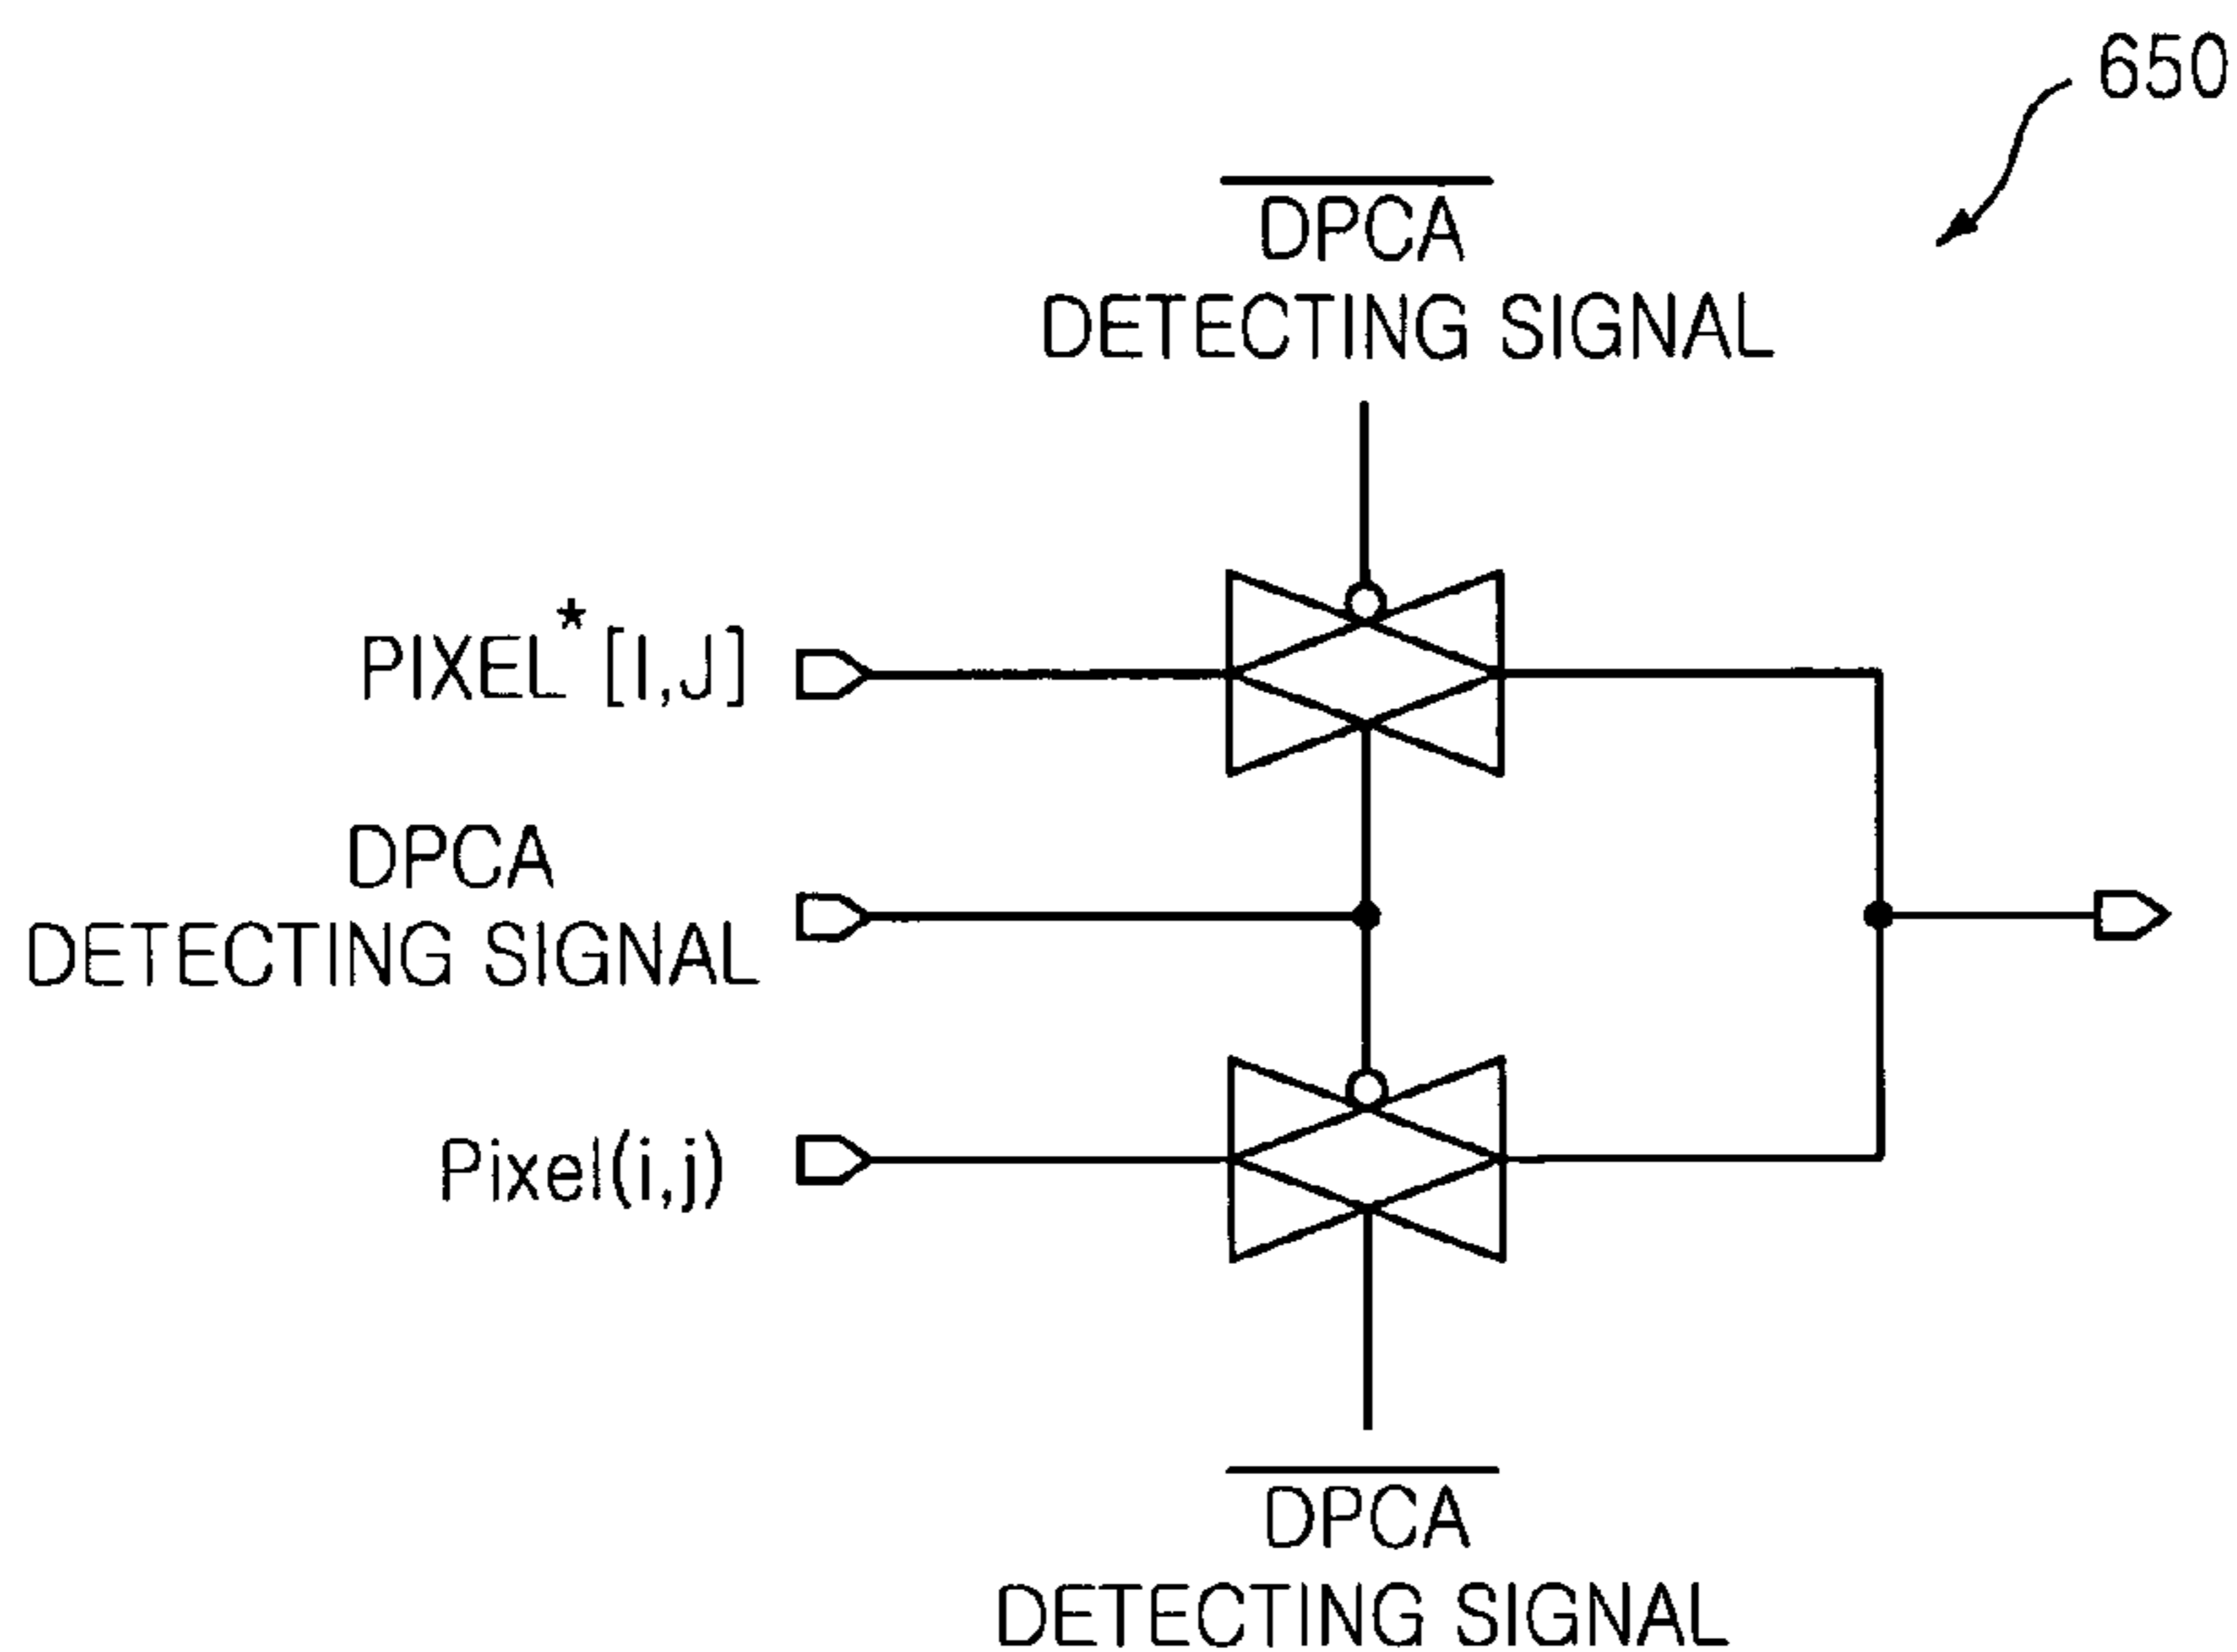 650
DPCA
DETECTING SIGNAL
PIXEL*[I,J]
DPCA
DETECTING SIGNAL
Pixel(i,j)
DPCA
DETECTING SIGNAL